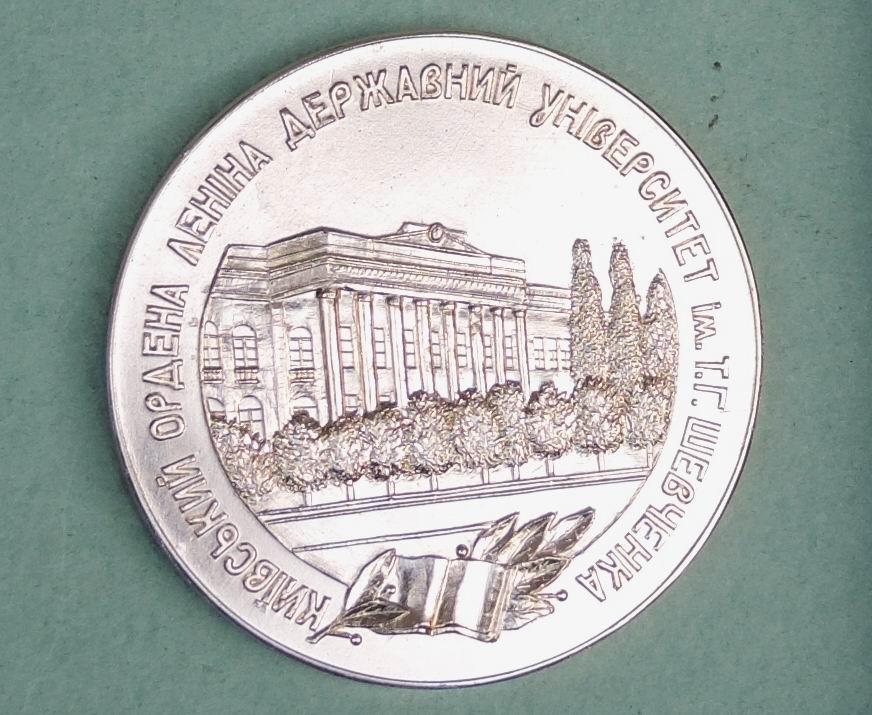 КИЇВСЬКИЙ ОРДЕНА ЛЕНІНА ДЕРЖАВНИЙ УНІВЕРСИТЕТ ім. Т.Г. ШЕВЧЕНКА